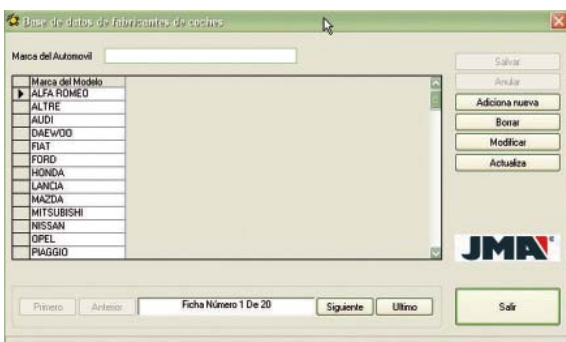 Base de datos de fabricantes de coches
Marca del Automovil
Salvar
Anular
Adiciona nueva
Borrar
Modificar
Actualiza
Marca del Modelo
ALFA ROMEO
ALTRE
AUDI
DAEWOO
FIAT
FORD
HONDA
LANCIA
MAZDA
MITSUBISHI
NISSAN
OPEL
PIAGGIO
JMA
Primero
Anterior
Ficha Número 1 De 20
Siguiente
Ultimo
Salir